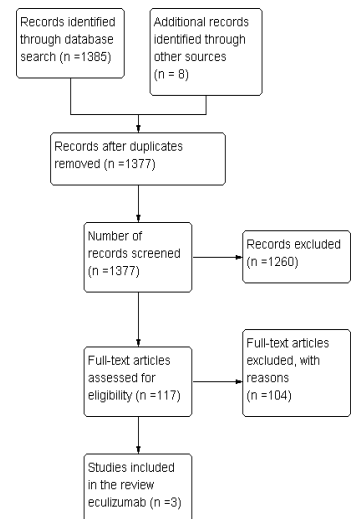 Records identified
through database
search (n =1385)
Additional records
identified through
other sources
(n = 8)
Records after duplicates
removed (n =1377)
Number of
records screened
(n =1377)
Records excluded
(n =1260)
Full-text articles
assessed for
eligibility (n =117)
Full-text articles
excluded, with
reasons
(n =104)
Studies included
in the review
eculizumab (n =3)